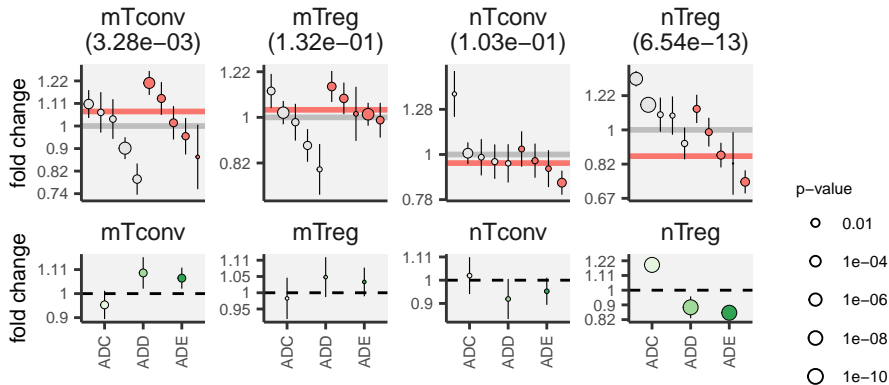 mTconv mTreg nTconv nTreg
(3.28e−03) (1.32e−01) (1.03e−01) (6.54e−13)
fold change
1.22
1.11
1
0.9
0.82
0.74
1.22
1
0.82
1.28
1
0.78
1.22
1
0.82
0.67
mTconv mTreg nTconv nTreg
fold change
1.11
1
0.9
1.11
1.05
1
0.95
1.11
1
0.9
1.22
1.11
1
0.9
0.82
ADC ADD ADE ADC ADD ADE ADC ADD ADE ADC ADD ADE
p−value
0.01
1e−04
1e−06
1e−08
1e−10